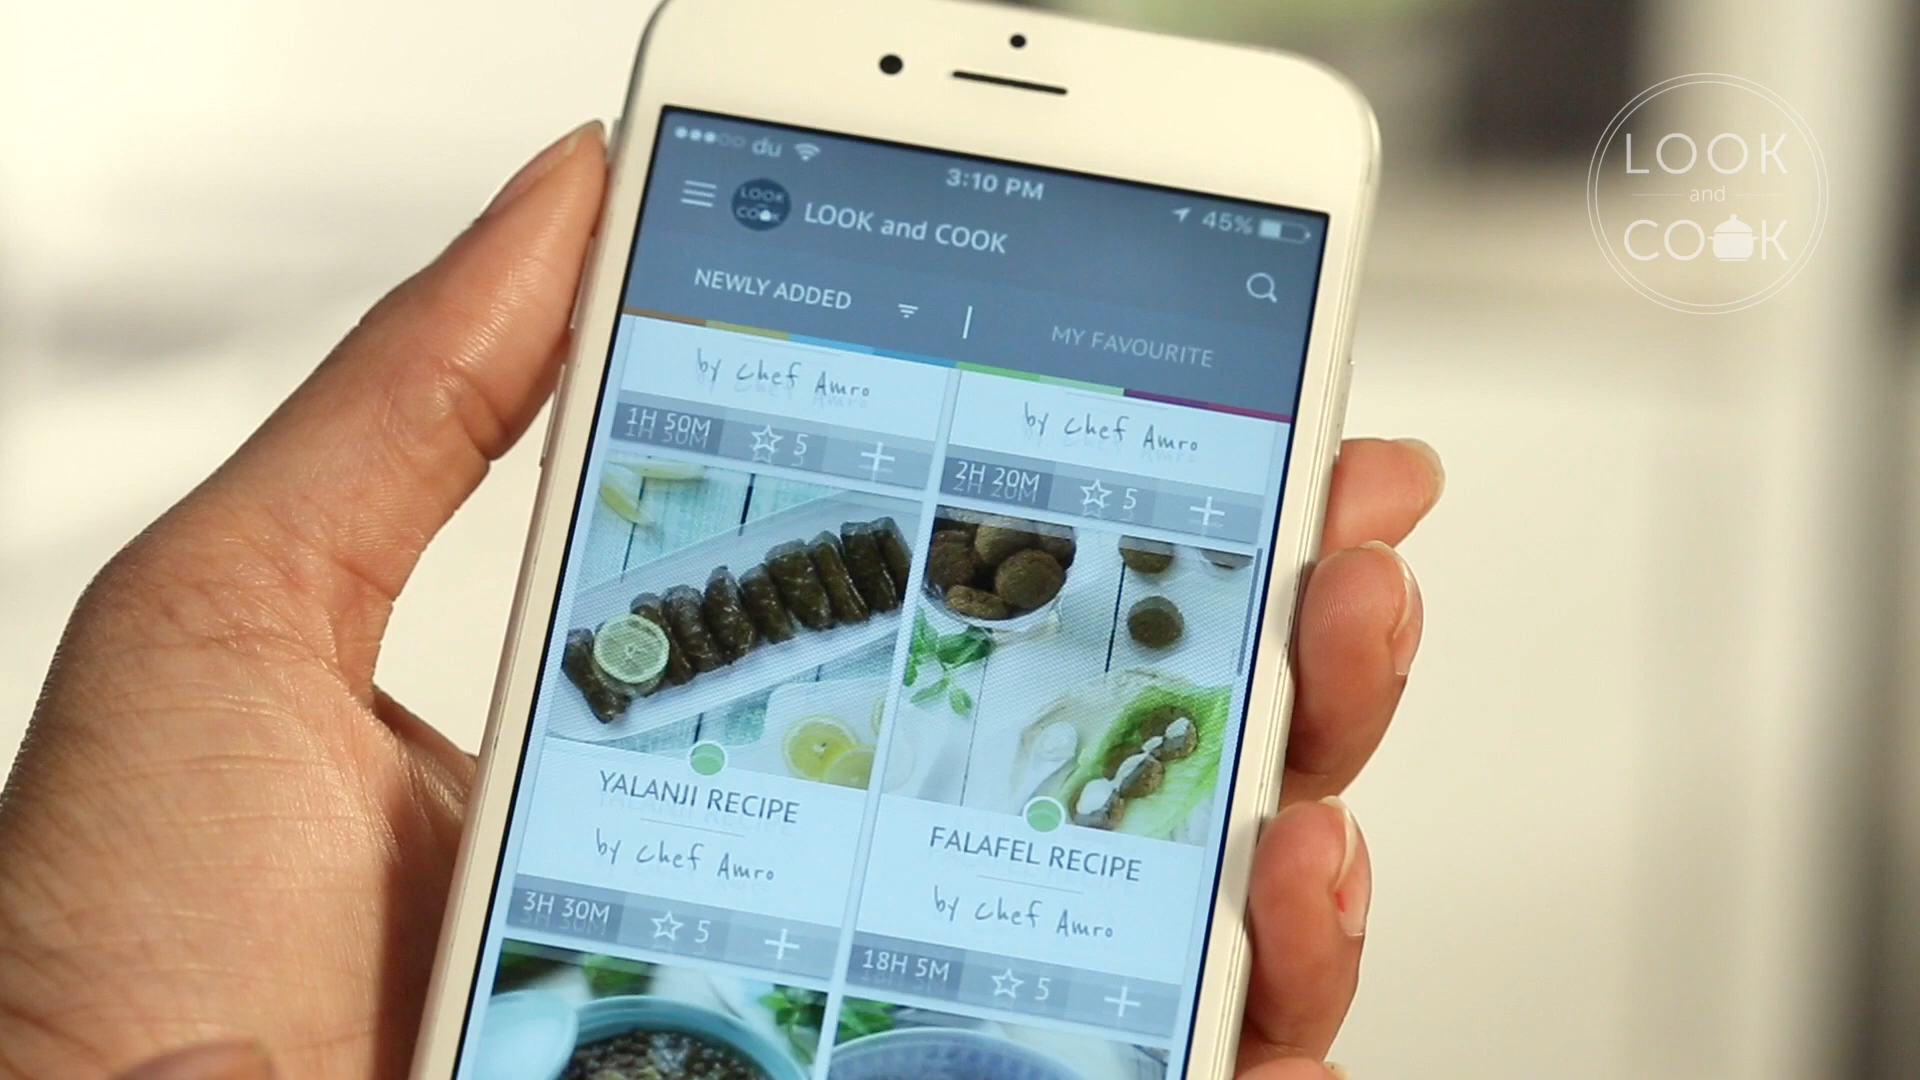 du
3:10 PM
45%
LOOK
COOK
LOOK and COOK
NEWLY ADDED
MY FAVOURITE
by Chef Amro
1H 50M
5
by Chef Amro
2H 20M
5
YALANJI RECIPE
by Chef Amro
3H 30M
5
FALAFEL RECIPE
by Chef Amro
18H 5M
5
LOOK
and
COOK